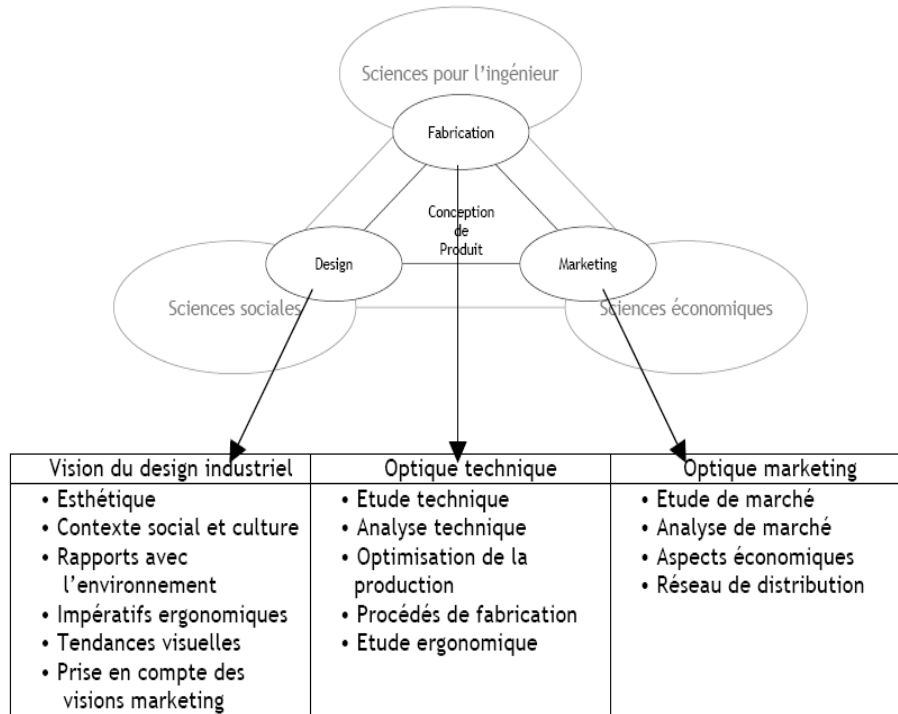 Sciences pour l'ingénieur
Fabrication
Conception
de
Produit
Design
Marketing
Sciences sociales
Sciences économiques
Vision du design industriel
• Esthétique
• Contexte social et culture
• Rapports avec
l'environnement
• Impératifs ergonomiques
• Tendances visuelles
• Prise en compte des
visions marketing
Optique technique
• Etude technique
• Analyse technique
• Optimisation de la
production
• Procédés de fabrication
• Etude ergonomique
Optique marketing
• Etude de marché
• Analyse de marché
• Aspects économiques
• Réseau de distribution